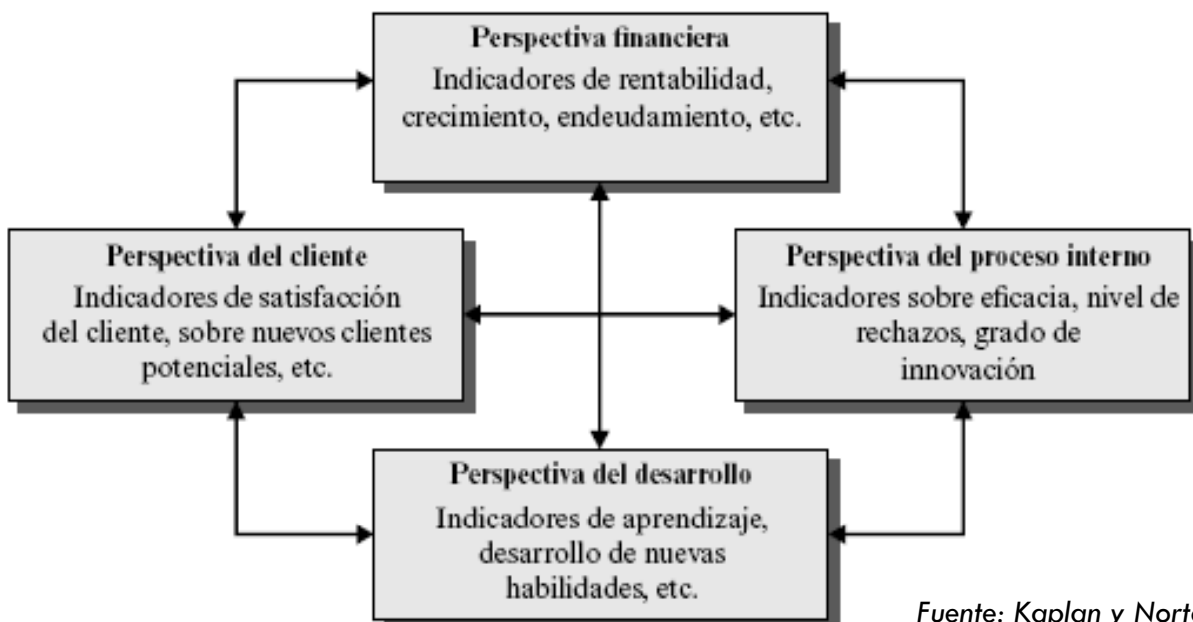 Perspectiva financiera
Indicadores de rentabilidad,
crecimiento, endeudamiento, etc.
Perspectiva del cliente
Indicadores de satisfacción
del cliente, sobre nuevos clientes
potenciales, etc.
Perspectiva del proceso interno
Indicadores sobre eficacia, nivel de
rechazos, grado de
innovación
Perspectiva del desarrollo
Indicadores de aprendizaje,
desarrollo de nuevas
habilidades, etc.
Fuente: Kaplan y